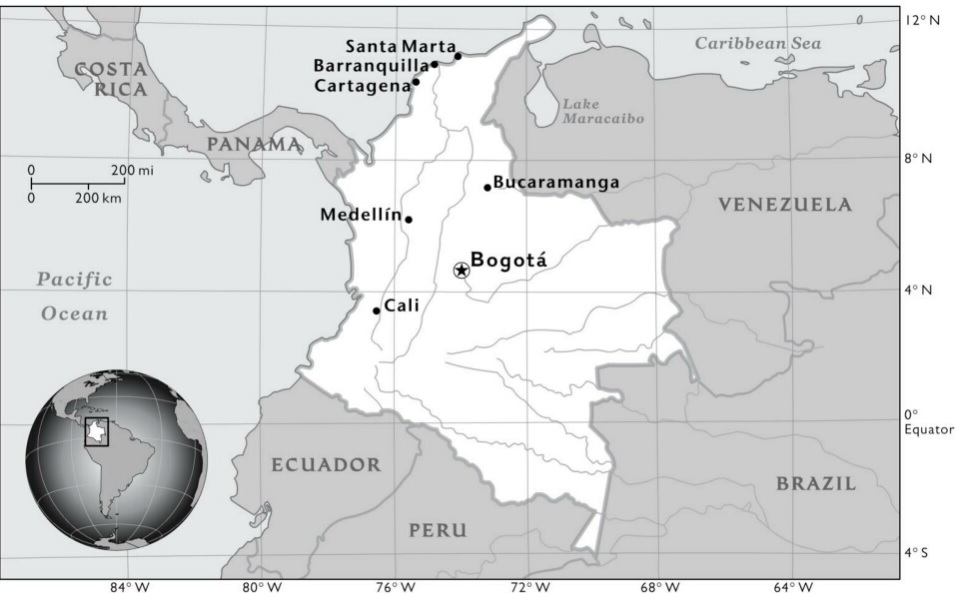 12° N
Caribbean Sea
Santa Marta
Barranquilla
Cartagena
COSTA
RICA
Lake
Maracaibo
PANAMA
8° N
0 200 mi
0 200 km
Bucaramanga
VENEZUELA
Medellín
Bogotá
Pacific
Ocean
4° N
Cali
0°
Equator
ECUADOR
BRAZIL
PERU
4° S
84° W 80° W 76° W 72° W 68° W 64° W